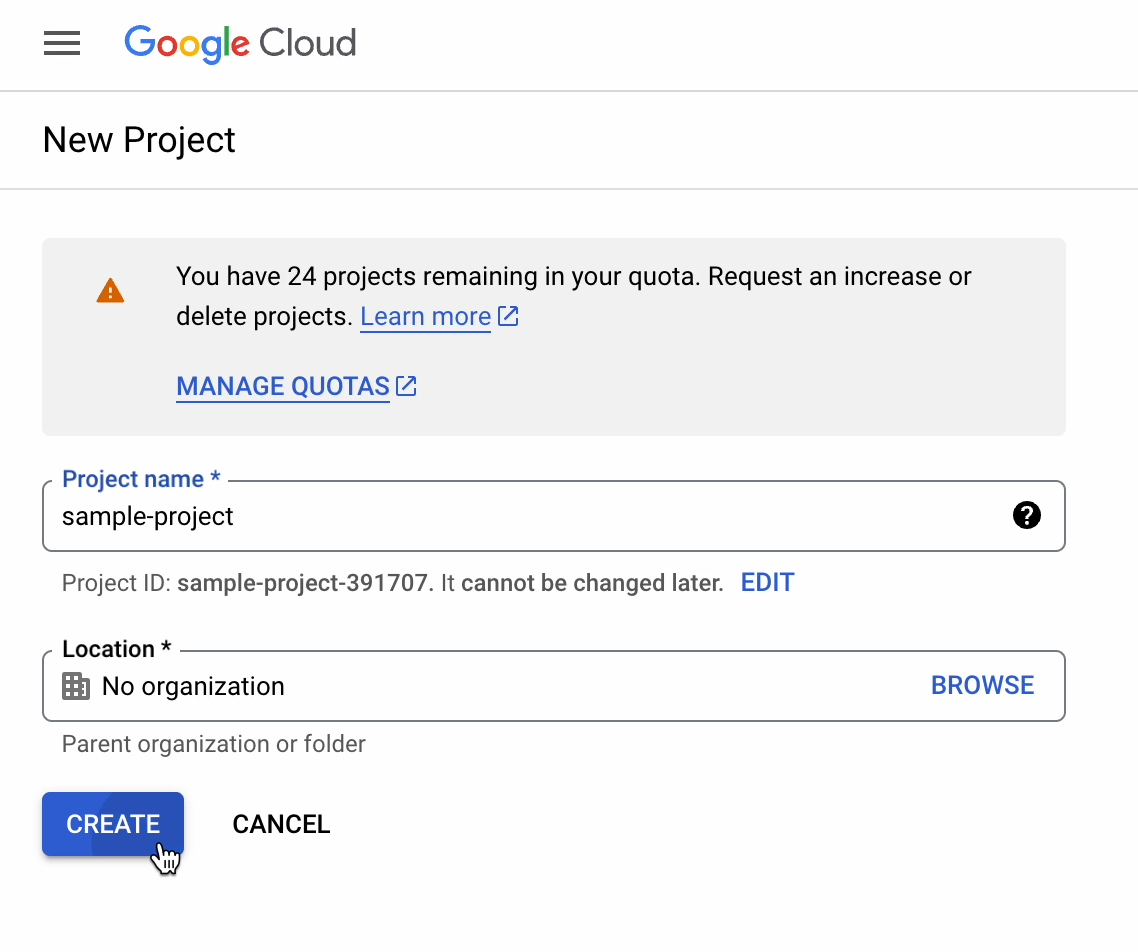 Google Cloud
New Project
You have 24 projects remaining in your quota. Request an increase or
delete projects. Learn more
MANAGE QUOTAS
Project name *
sample-project
Project ID: sample-project-391707. It cannot be changed later. EDIT
Location *
No organization BROWSE
Parent organization or folder
CREATE CANCEL